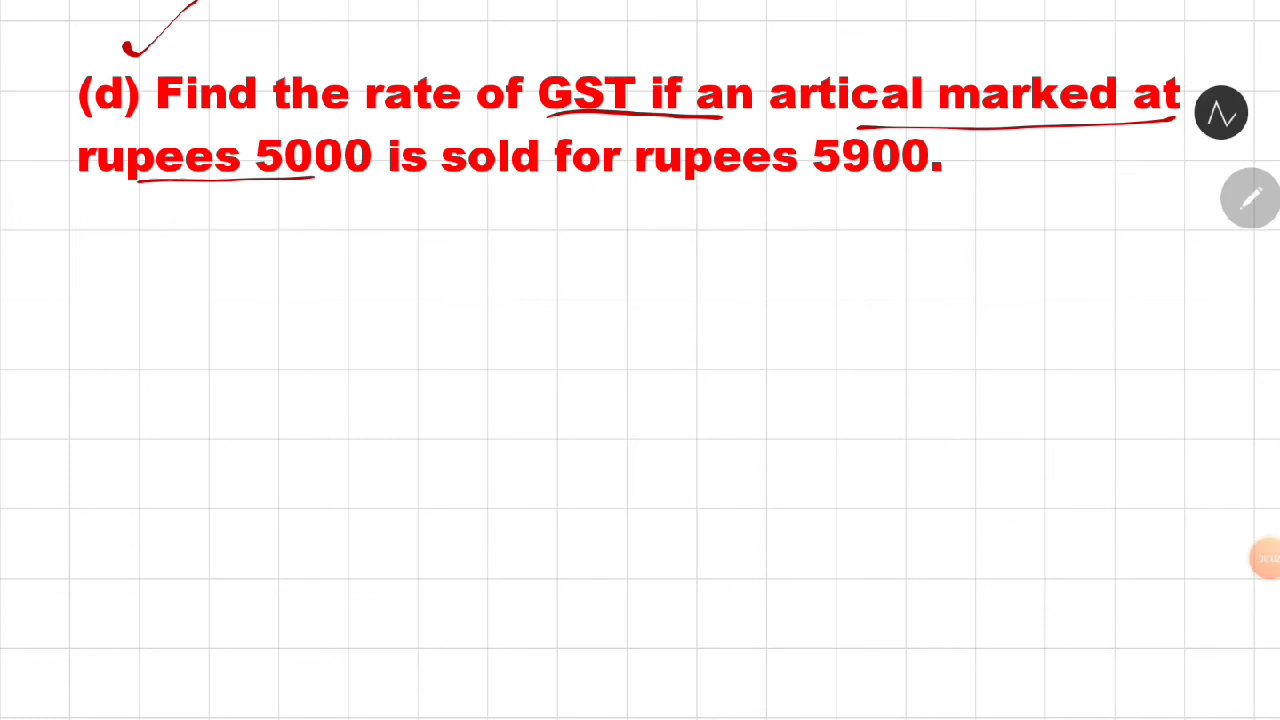 (d) Find the rate of GST if an artical marked at
rupees 5000 is sold for rupees 5900.